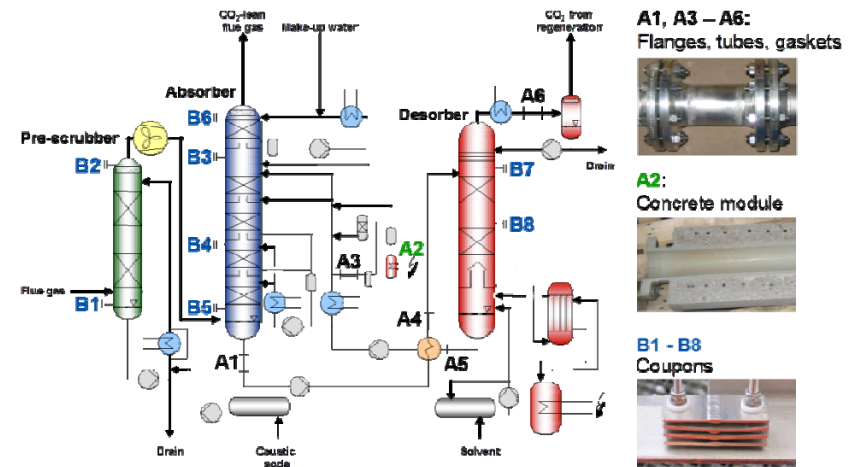 CO2-lean
flue gas
Make-up water
CO2 from
regeneration
A1, A3 – A6:
Flanges, tubes, gaskets
Absorber
Desorber
A6
B6
Pre-scrubber
B2
B3
Drain
B7
A2:
Concrete module
B8
B4
A2
A3
Flue gas
B1
B5
A4
A1
A5
B1 - B8
Coupons
Drain
Caustic
soda
Solvent